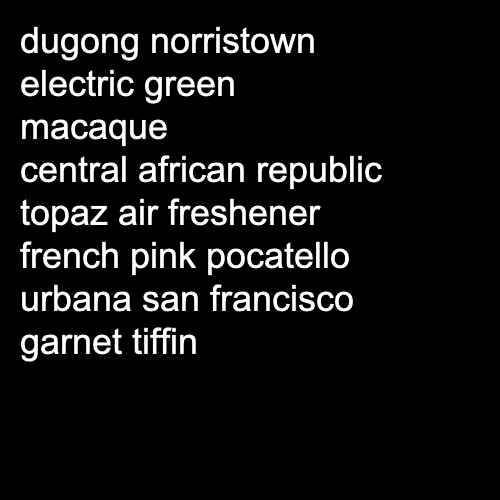 dugong norristown
electric green
macaque
central african republic
topaz air freshener
french pink pocatello
urbana san francisco
garnet tiffin